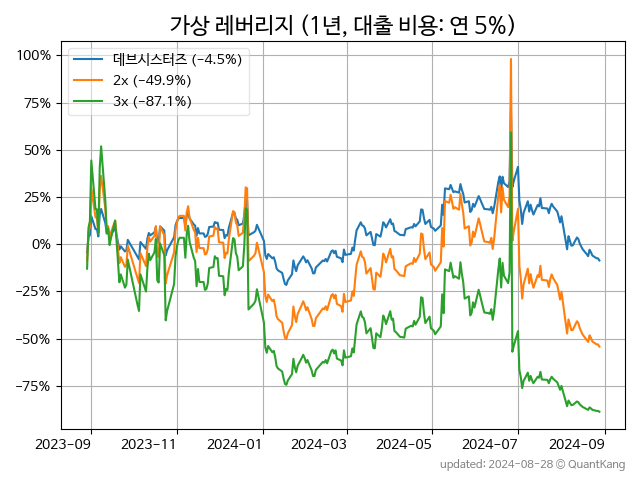 가상 레버리지 (1년, 대출 비용: 연 5%)
데브시스터즈 (−4.5%)
2x (−49.9%)
3x (−87.1%)
100%
75%
50%
25%
0%
−25%
−50%
−75%
2023-09 2023-11 2024-01 2024-03 2024-05 2024-07 2024-09
updated: 2024-08-28 © QuantKang